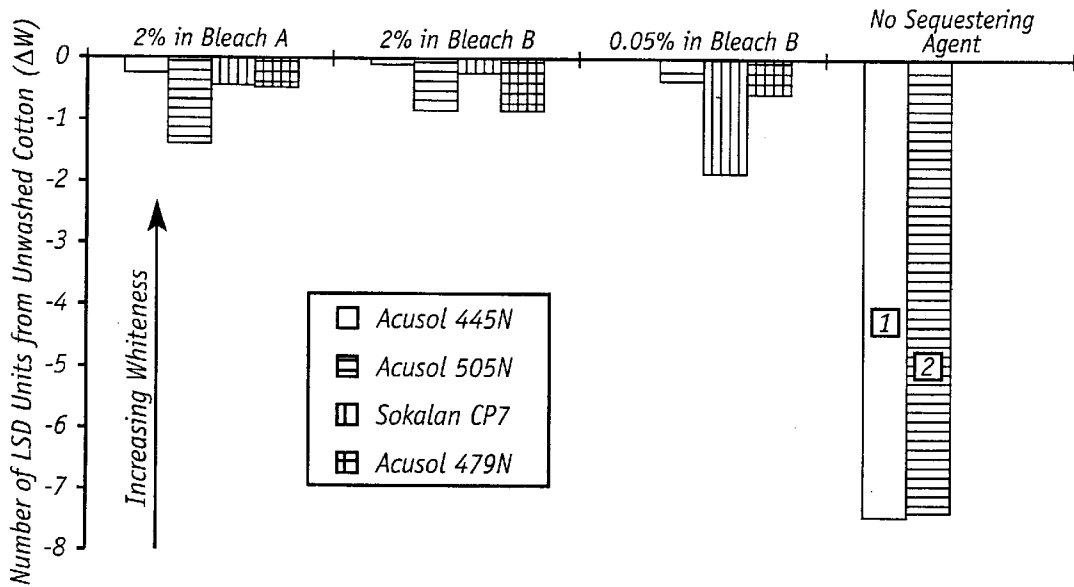 2% in Bleach A
2% in Bleach B
0.05% in Bleach B
No Sequestering
Agent
Number of LSD Units from Unwashed Cotton (ΔW)
0
-1
-2
-3
-4
-5
-6
-7
-8
Increasing Whiteness
Acusol 445N
Acusol 505N
Sokalan CP7
Acusol 479N
1
2